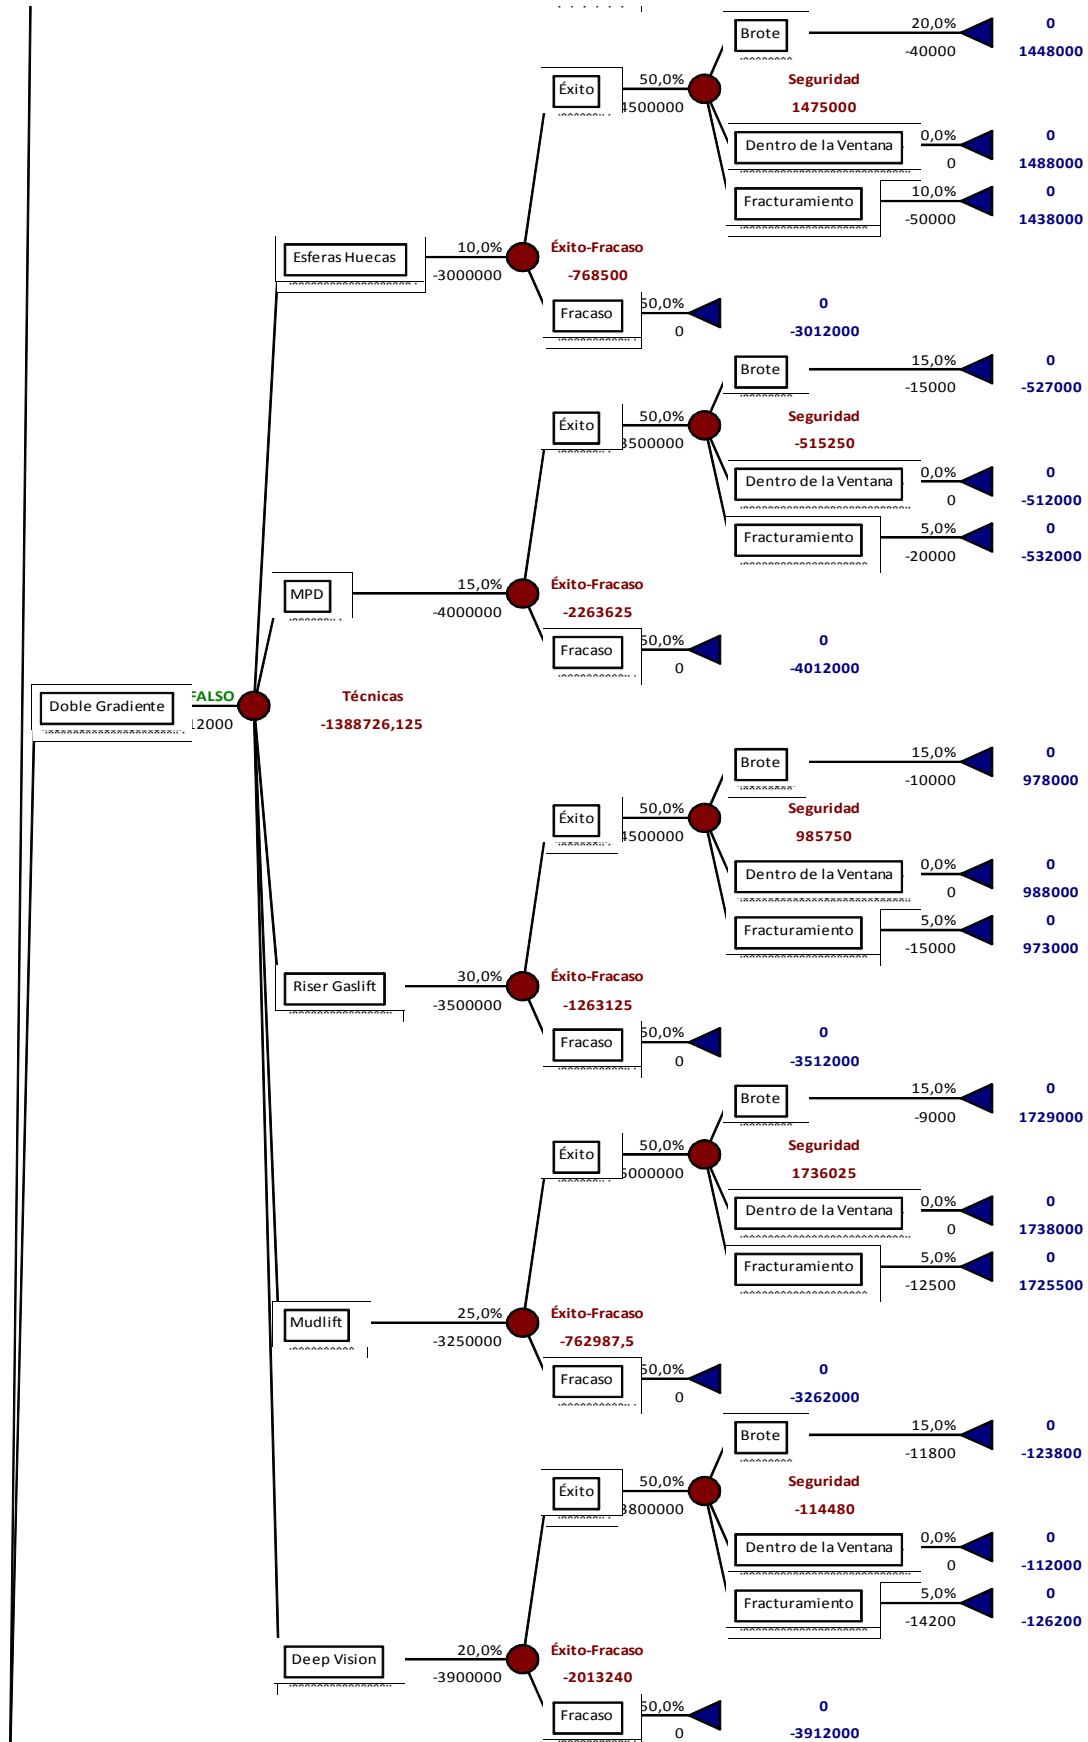 Brote
20,0%
0
-40000
1448000
Éxito
50,0%
Seguridad
4500000
1475000
Dentro de la Ventana
0,0%
0
0
1488000
Fracturamiento
10,0%
0
-50000
1438000
Esferas Huecas
10,0%
Éxito-Fracaso
-3000000
-768500
Fracaso
50,0%
0
0
-3012000
Brote
15,0%
0
-15000
-527000
Éxito
50,0%
Seguridad
3500000
-515250
Dentro de la Ventana
0,0%
0
0
-512000
Fracturamiento
5,0%
0
-20000
-532000
MPD
15,0%
Éxito-Fracaso
-4000000
-2263625
Fracaso
50,0%
0
0
-4012000
Doble Gradiente
FALSO
Técnicas
12000
-1388726,125
Brote
15,0%
0
-10000
978000
Éxito
50,0%
Seguridad
4500000
985750
Dentro de la Ventana
0,0%
0
0
988000
Fracturamiento
5,0%
0
-15000
973000
Riser Gaslift
30,0%
Éxito-Fracaso
-3500000
-1263125
Fracaso
50,0%
0
0
-3512000
Brote
15,0%
0
-9000
1729000
Éxito
50,0%
Seguridad
5000000
1736025
Dentro de la Ventana
0,0%
0
0
1738000
Fracturamiento
5,0%
0
-12500
1725500
Mudlift
25,0%
Éxito-Fracaso
-3250000
-762987,5
Fracaso
50,0%
0
0
-3262000
Brote
15,0%
0
-11800
-123800
Éxito
50,0%
Seguridad
3800000
-114480
Dentro de la Ventana
0,0%
0
0
-112000
Fracturamiento
5,0%
0
-14200
-126200
Deep Vision
20,0%
Éxito-Fracaso
-3900000
-2013240
Fracaso
50,0%
0
0
-3912000